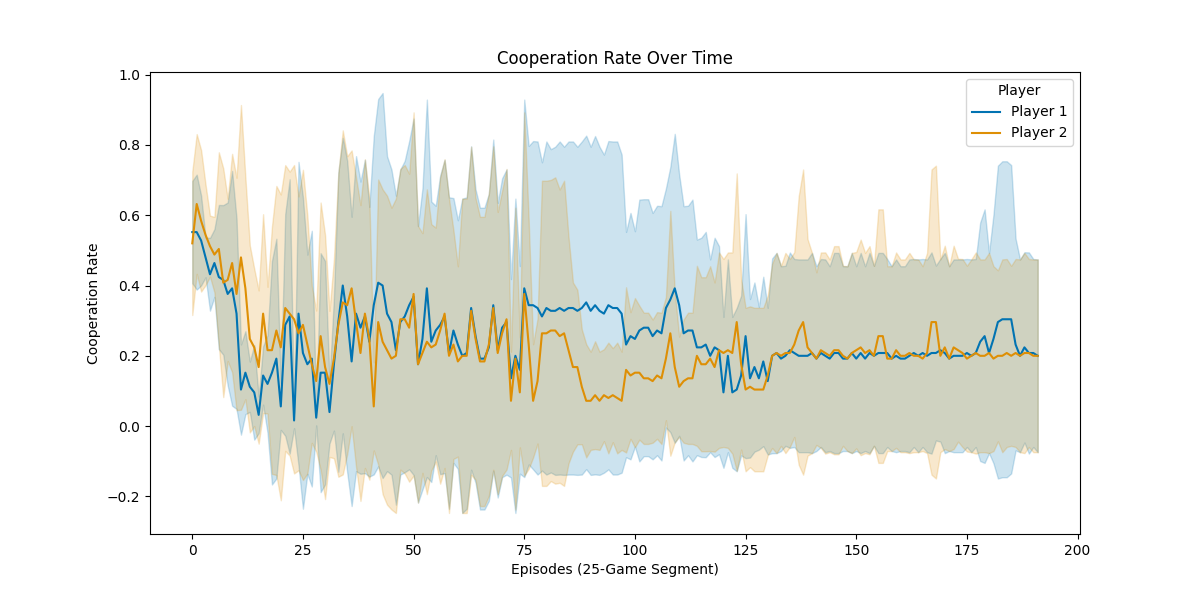 Cooperation Rate Over Time
Cooperation Rate
1.0
0.8
0.6
0.4
0.2
0.0
−0.2
Player
Player 1
Player 2
0 25 50 75 100 125 150 175 200
Episodes (25-Game Segment)